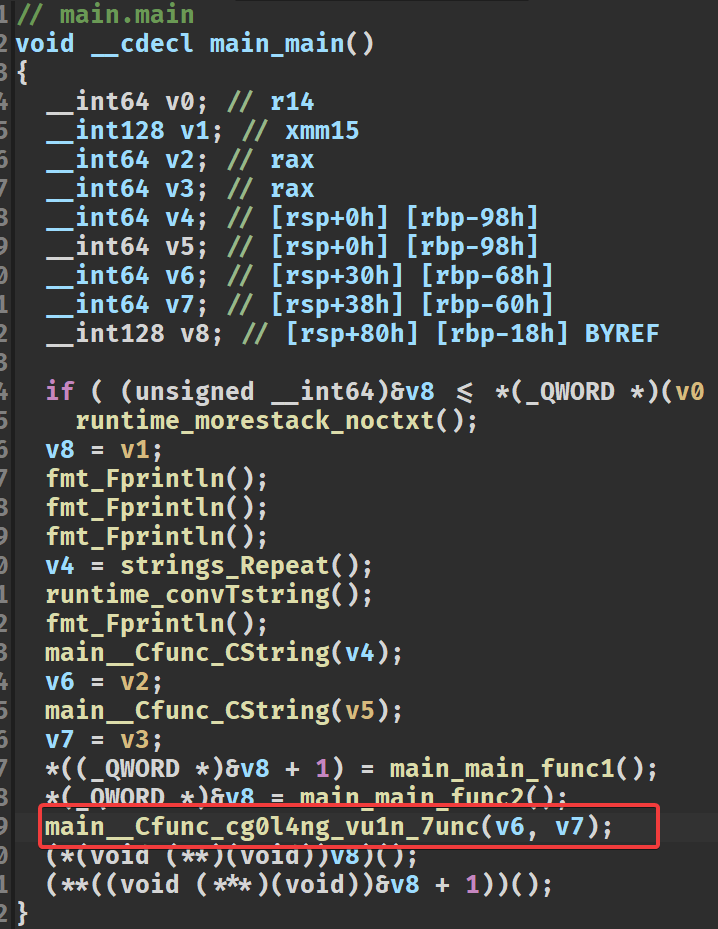 1 // main.main
2 void __cdecl main_main()
3 {
4 __int64 v0; // r14
5 __int128 v1; // xmm15
6 __int64 v2; // rax
7 __int64 v3; // rax
8 __int64 v4; // [rsp+0h] [rbp-98h]
9 __int64 v5; // [rsp+0h] [rbp-98h]
0 __int64 v6; // [rsp+30h] [rbp-68h]
1 __int64 v7; // [rsp+38h] [rbp-60h]
2 __int128 v8; // [rsp+80h] [rbp-18h] BYREF
3
4 if ( (unsigned __int64)&v8 <= *(_QWORD *)(v0
5 runtime_morestack_noctxt();
6 v8 = v1;
7 fmt_Fprintln();
8 fmt_Fprintln();
9 fmt_Fprintln();
0 v4 = strings_Repeat();
1 runtime_convTstring();
2 fmt_Fprintln();
3 main__Cfunc_CString(v4);
4 v6 = v2;
5 main__Cfunc_CString(v5);
6 v7 = v3;
7 *((_QWORD *)&v8 + 1) = main_main_func1();
8 *(_QWORD *)&v8 = main_main_func2();
9 main__Cfunc_cg0l4ng_vu1n_7unc(v6, v7);
0 (*(void (**)(void))v8)();
1 (**((void (***)(void))&v8 + 1))();
2 }